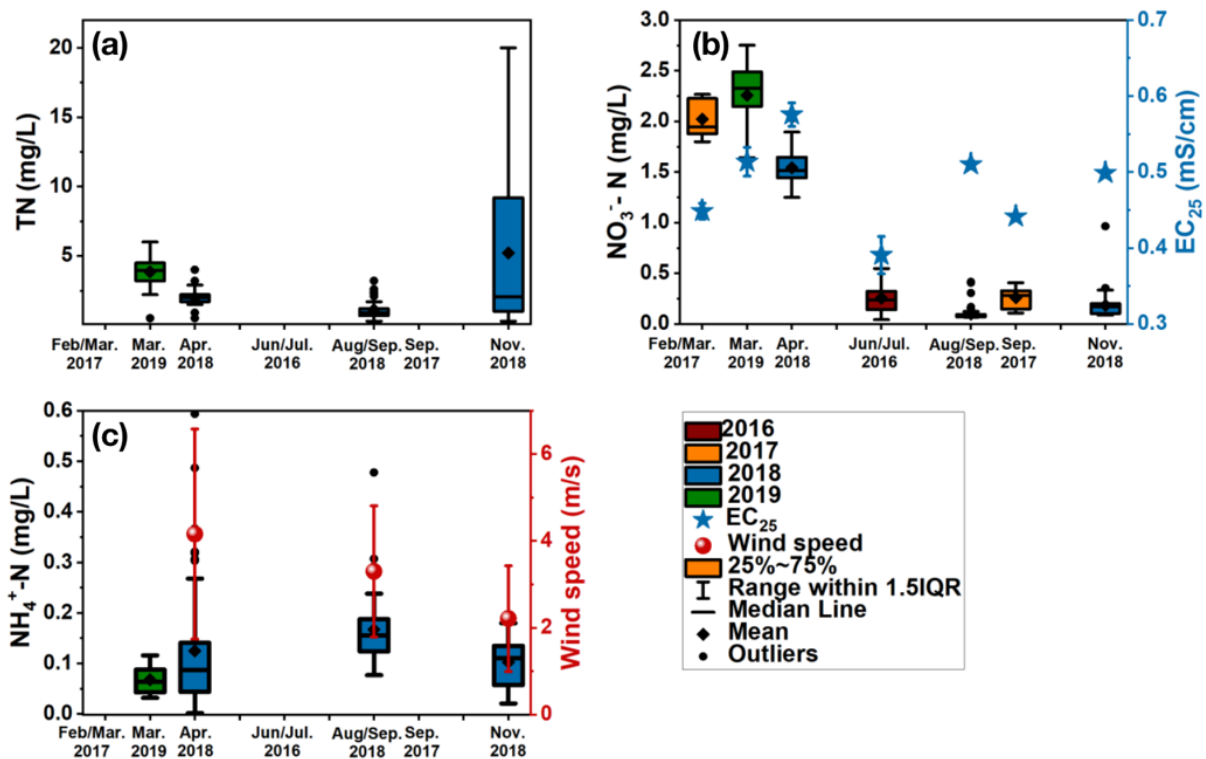 (a)
TN (mg/L)
20
15
10
5
Feb/Mar. Mar. Apr. Jun/Jul. Aug/Sep. Sep. Nov.
2017 2019 2018 2016 2018 2017 2018
(b)
NO₃⁻- N (mg/L)
3.0
2.5
2.0
1.5
1.0
0.5
0.0
0.7
0.6
0.5
0.4
0.3
EC₂₅ (mS/cm)
Feb/Mar. Mar. Apr. Jun/Jul. Aug/Sep. Sep. Nov.
2017 2019 2018 2016 2018 2017 2018
(c)
NH₄⁺-N (mg/L)
0.6
0.5
0.4
0.3
0.2
0.1
0.0
6
4
2
0
Wind speed (m/s)
Feb/Mar. Mar. Apr. Jun/Jul. Aug/Sep. Sep. Nov.
2017 2019 2018 2016 2018 2017 2018
2016
2017
2018
2019
EC₂₅
Wind speed
25%~75%
Range within 1.5IQR
Median Line
Mean
Outliers